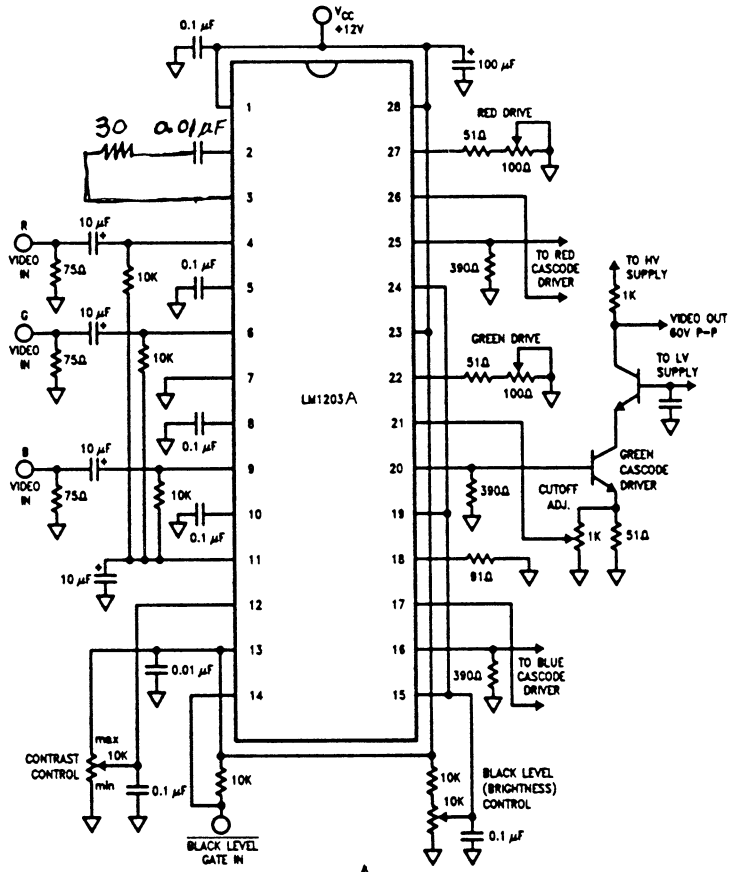 0.1 μF
VCC
+12V
+
100 μF
30
0.01μF
1
2
3
4
5
6
7
8
9
10
11
12
13
14
LM1203A
28
27
26
25
24
23
22
21
20
19
18
17
16
15
RED DRIVE
51Ω
100Ω
R
VIDEO
IN
10 μF
+
75Ω
10K
0.1 μF
G
VIDEO
IN
10 μF
+
75Ω
10K
0.1 μF
B
VIDEO
IN
10 μF
+
75Ω
10K
0.1 μF
+
10 μF
390Ω
TO RED
CASCODE
DRIVER
GREEN DRIVE
51Ω
100Ω
TO HV
SUPPLY
1K
VIDEO OUT
60V P-P
TO LV
SUPPLY
GREEN
CASCODE
DRIVER
390Ω
CUTOFF
ADJ.
1K
51Ω
91Ω
TO BLUE
CASCODE
DRIVER
390Ω
0.01 μF
max
CONTRAST
CONTROL
10K
min
0.1 μF
10K
BLACK LEVEL
GATE IN
10K
10K
BLACK LEVEL
(BRIGHTNESS)
CONTROL
0.1 μF